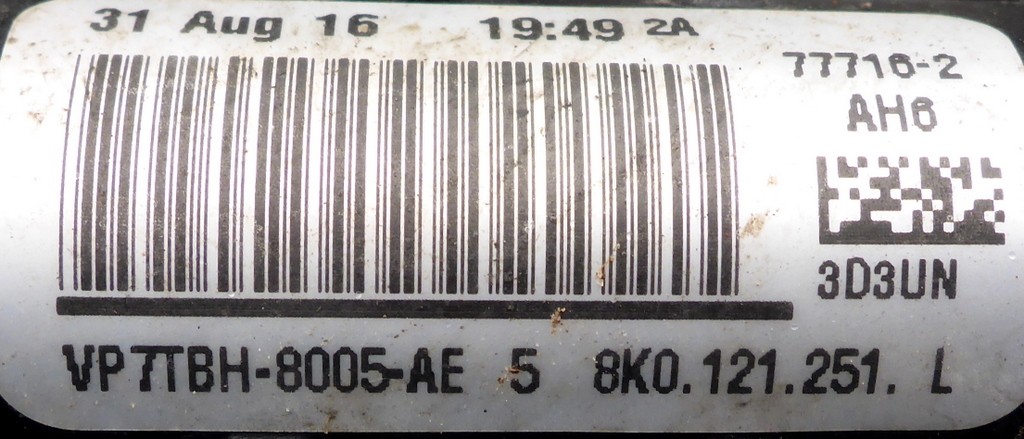 31 Aug 16 19:49 2A
77716-2
AH6
3D3UN
VP7TBH-8005-AE 5 8K0.121.251. L